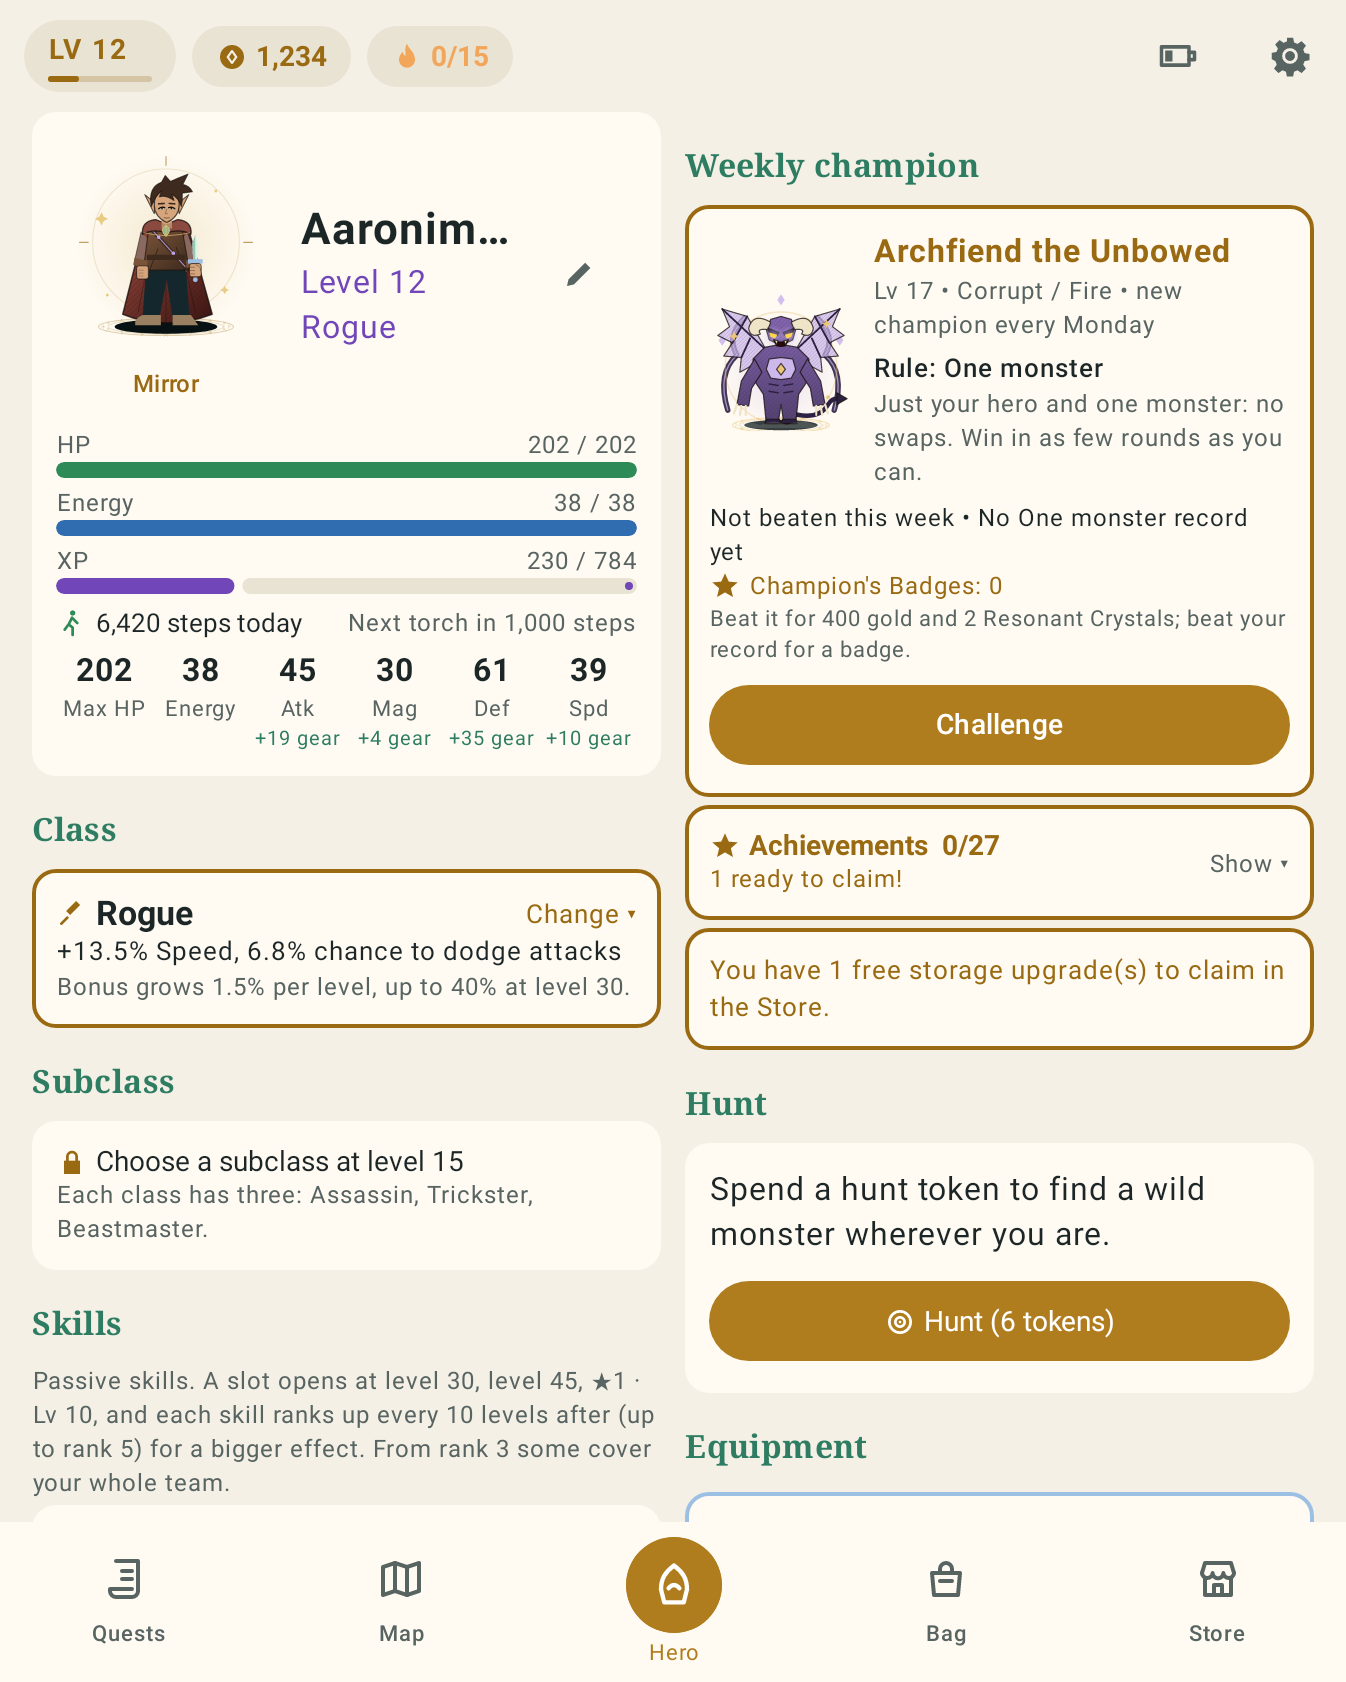 LV 12
1,234
0/15
Aaronim...
Level 12
Rogue
Mirror
HP 202 / 202
Energy 38 / 38
XP 230 / 784
6,420 steps today Next torch in 1,000 steps
202 38 45 30 61 39
Max HP Energy Atk Mag Def Spd
+19 gear +4 gear +35 gear +10 gear
Class
Rogue Change ▾
+13.5% Speed, 6.8% chance to dodge attacks
Bonus grows 1.5% per level, up to 40% at level 30.
Subclass
Choose a subclass at level 15
Each class has three: Assassin, Trickster,
Beastmaster.
Skills
Passive skills. A slot opens at level 30, level 45, ★1 ·
Lv 10, and each skill ranks up every 10 levels after (up
to rank 5) for a bigger effect. From rank 3 some cover
your whole team.
Weekly champion
Archfiend the Unbowed
Lv 17 • Corrupt / Fire • new
champion every Monday
Rule: One monster
Just your hero and one monster: no
swaps. Win in as few rounds as you
can.
Not beaten this week • No One monster record
yet
Champion's Badges: 0
Beat it for 400 gold and 2 Resonant Crystals; beat your
record for a badge.
Challenge
Achievements 0/27
1 ready to claim!
Show ▾
You have 1 free storage upgrade(s) to claim in
the Store.
Hunt
Spend a hunt token to find a wild
monster wherever you are.
Hunt (6 tokens)
Equipment
Quests
Map
Hero
Bag
Store